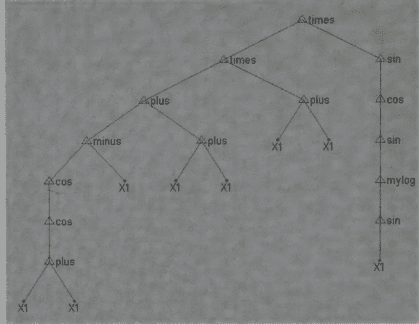 times
times sin
plus plus cos
minus plus X1 X1 sin
cos X1 X1 X1 mylog
cos sin
plus X1
X1 X1